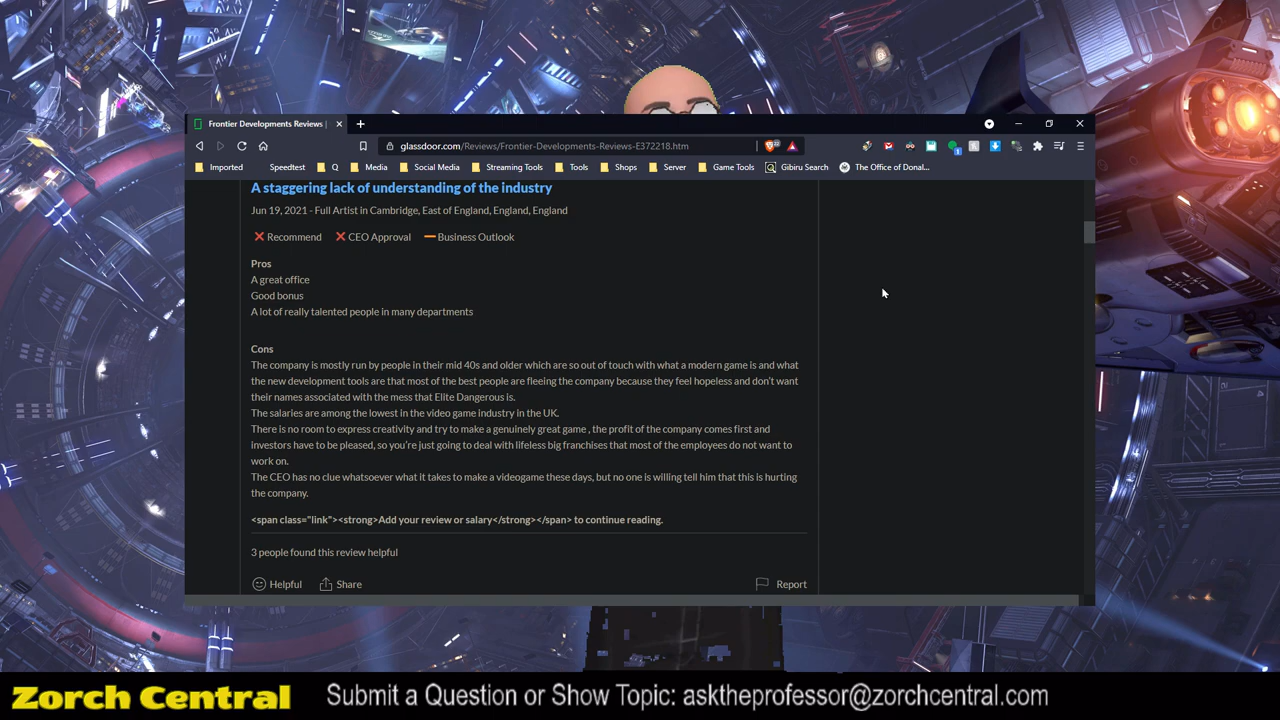 Frontier Developments Reviews |
glassdoor.com/Reviews/Frontier-Developments-Reviews-E372218.htm
Imported Speedtest Q Media Social Media Streaming Tools Tools Shops Server Game Tools Gibiru Search The Office of Donal...
A staggering lack of understanding of the industry
Jun 19, 2021 - Full Artist in Cambridge, East of England, England, England
Recommend CEO Approval Business Outlook
Pros
A great office
Good bonus
A lot of really talented people in many departments
Cons
The company is mostly run by people in their mid 40s and older which are so out of touch with what a modern game is and what
the new development tools are that most of the best people are fleeing the company because they feel hopeless and don't want
their names associated with the mess that Elite Dangerous is.
The salaries are among the lowest in the video game industry in the UK.
There is no room to express creativity and try to make a genuinely great game , the profit of the company comes first and
investors have to be pleased, so you're just going to deal with lifeless big franchises that most of the employees do not want to
work on.
The CEO has no clue whatsoever what it takes to make a videogame these days, but no one is willing tell him that this is hurting
the company.
<span class="link"><strong>Add your review or salary</strong></span> to continue reading.
3 people found this review helpful
Helpful Share Report
Zorch Central Submit a Question or Show Topic: asktheprofessor@zorchcentral.com